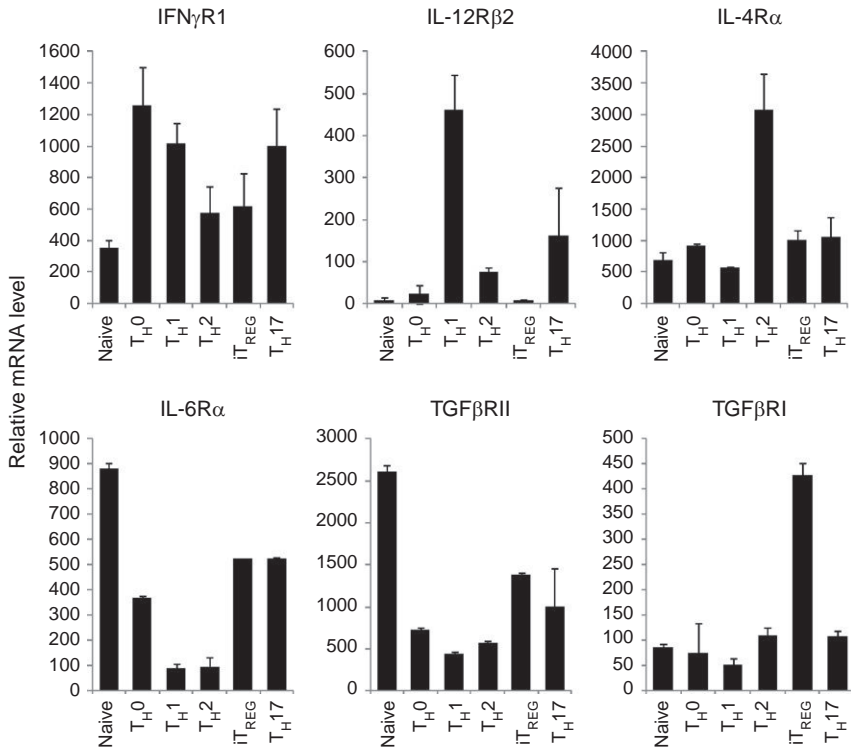 IFNγR1
1600
1400
1200
1000
800
600
400
200
0
Naive
TH0
TH1
TH2
iTREG
TH17
IL-12Rβ2
600
500
400
300
200
100
0
Naive
TH0
TH1
TH2
iTREG
TH17
IL-4Rα
4000
3500
3000
2500
2000
1500
1000
500
0
Naive
TH0
TH1
TH2
iTREG
TH17
Relative mRNA level
IL-6Rα
1000
900
800
700
600
500
400
300
200
100
0
Naive
TH0
TH1
TH2
iTREG
TH17
TGFβRII
3000
2500
2000
1500
1000
500
0
Naive
TH0
TH1
TH2
iTREG
TH17
TGFβRI
500
450
400
350
300
250
200
150
100
50
0
Naive
TH0
TH1
TH2
iTREG
TH17